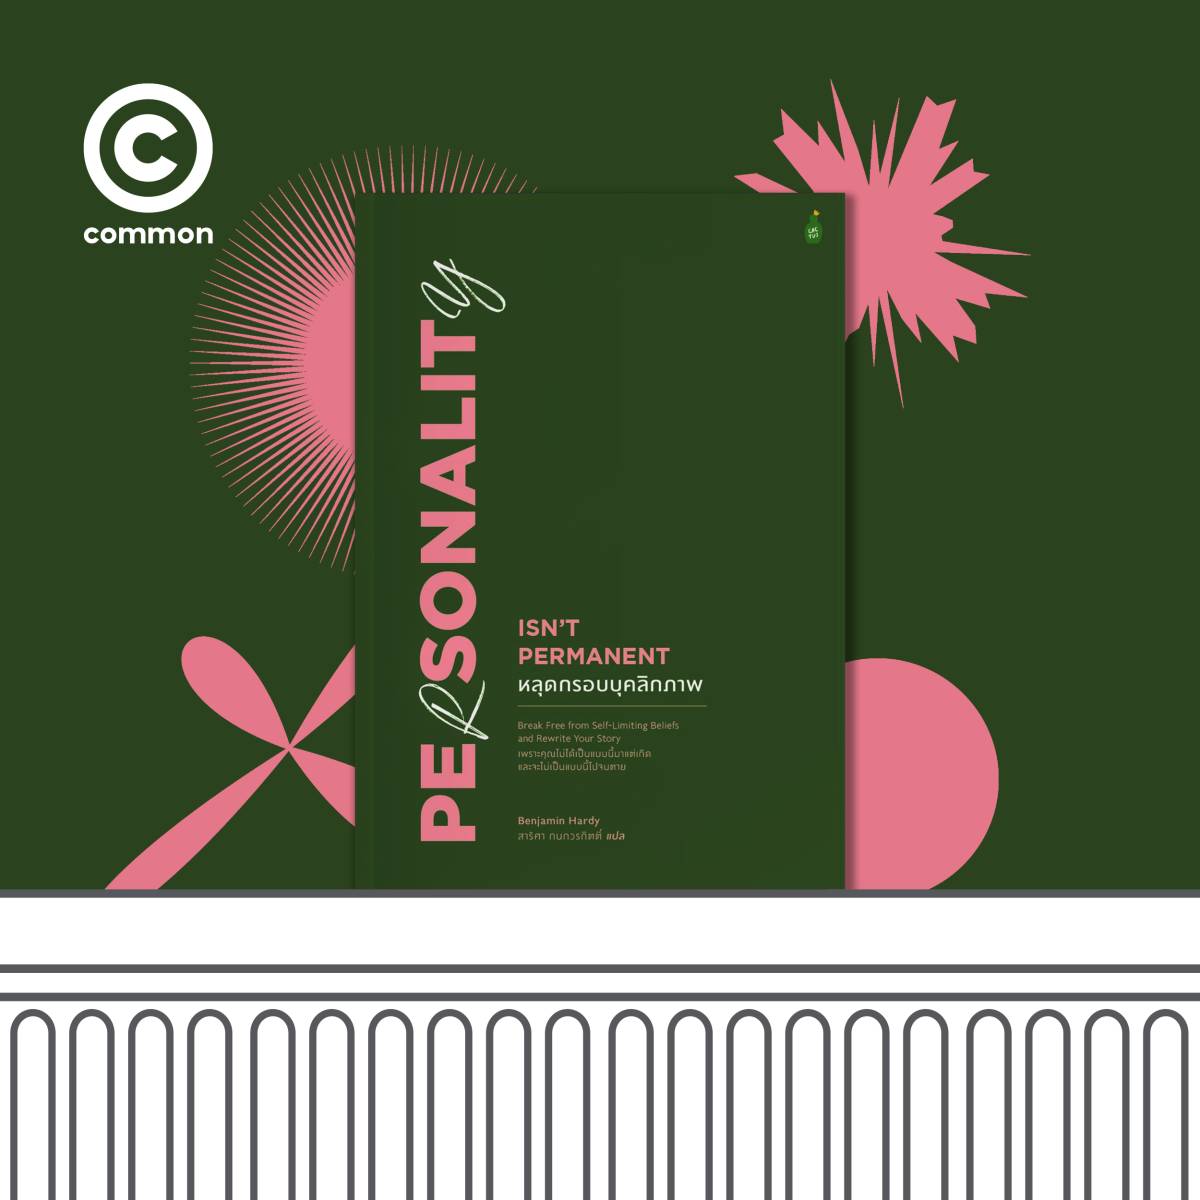 C
common
CAC
TUS
PERSONALITY
ISN'T
PERMANENT
หลุดกรอบบุคลิกภาพ
Break Free from Self-Limiting Beliefs
and Rewrite Your Story
เพราะคุณไม่ได้เป็นแบบนี้มาแต่เกิด
และจะไม่เป็นแบบนี้ไปจนตาย
Benjamin Hardy
สาริศา กนกวรกิตติ์ แปล